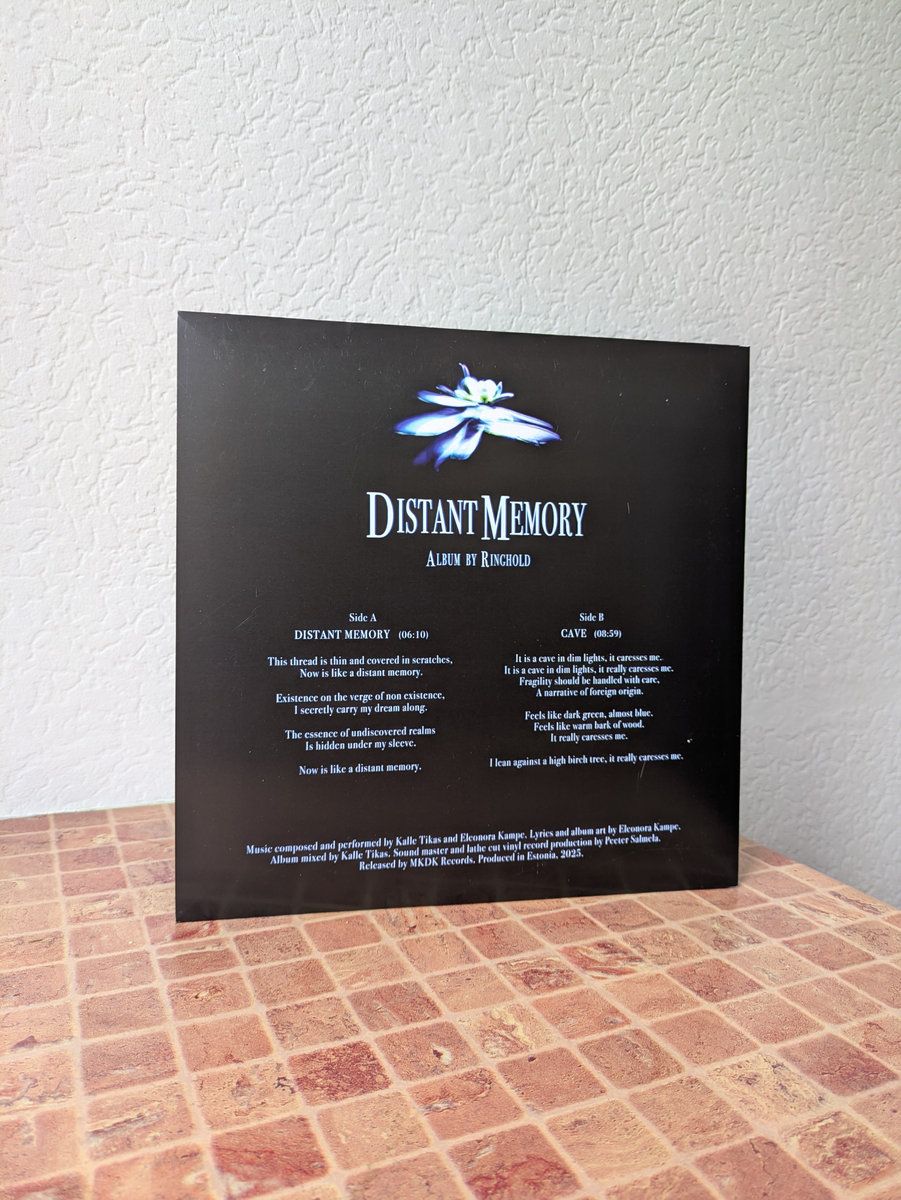 DISTANT MEMORY
ALBUM BY RINGHOLD
Side A
DISTANT MEMORY (06:10)
This thread is thin and covered in scratches,
Now is like a distant memory.
Existence on the verge of non existence,
I secretly carry my dream along.
The essence of undiscovered realms
Is hidden under my sleeve.
Now is like a distant memory.
Side B
CAVE (08:59)
It is a cave in dim lights, it caresses me.
It is a cave in dim lights, it really caresses me.
Fragility should be handled with care,
A narrative of foreign origin.
Feels like dark green, almost blue.
Feels like warm bark of wood.
It really caresses me.
I lean against a high birch tree, it really caresses me.
Music composed and performed by Kalle Tikas and Eleonora Kampe. Lyrics and album art by Eleonora Kampe.
Album mixed by Kalle Tikas. Sound master and lathe cut vinyl record production by Peeter Salmela.
Released by MKDK Records. Produced in Estonia, 2025.